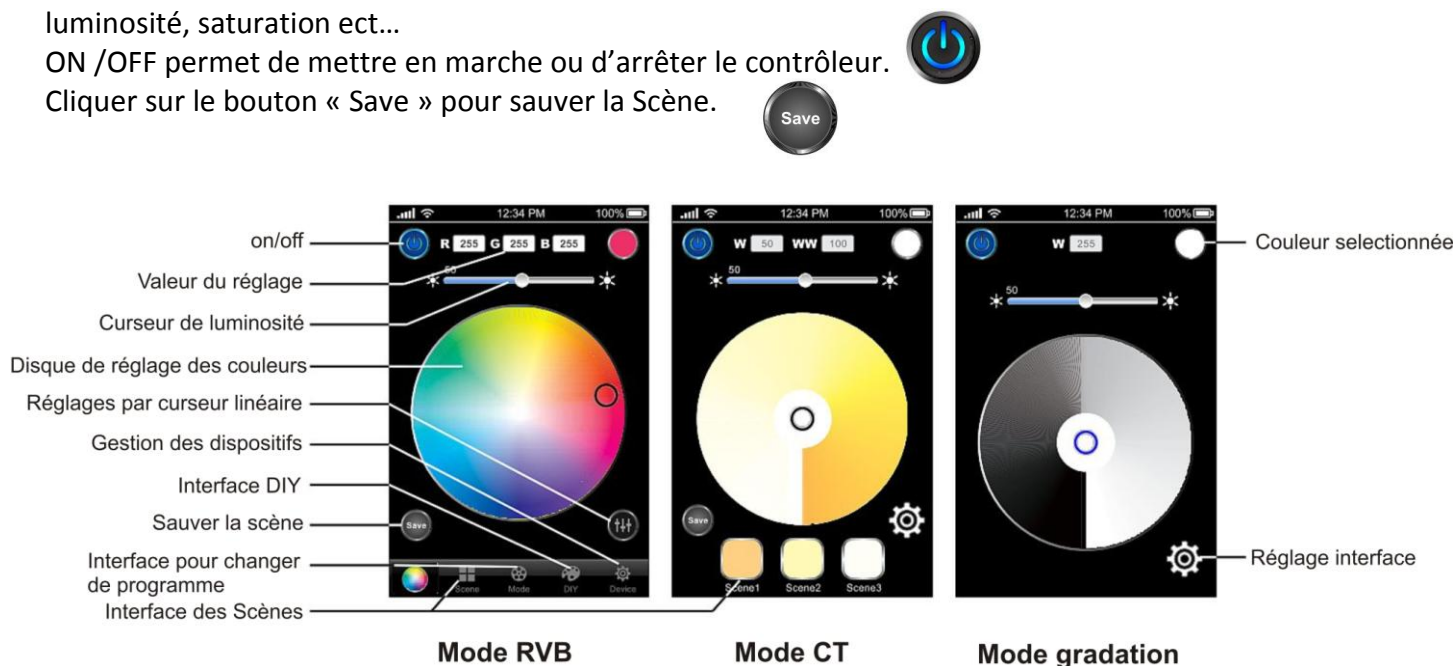 luminosité, saturation ect…
ON /OFF permet de mettre en marche ou d’arrêter le contrôleur.
Cliquer sur le bouton « Save » pour sauver la Scène.
Save
on/off
Valeur du réglage
Curseur de luminosité
Disque de réglage des couleurs
Réglages par curseur linéaire
Gestion des dispositifs
Interface DIY
Sauver la scène
Interface pour changer
de programme
Interface des Scènes
12:34 PM 100%
R 255 G 255 B 255
50
Save
Scene Mode DIY Device
Mode RVB
12:34 PM 100%
W 50 WW 100
50
Save
Scene1 Scene2 Scene3
Mode CT
12:34 PM 100%
W 255
50
Mode gradation
Couleur selectionnée
Réglage interface